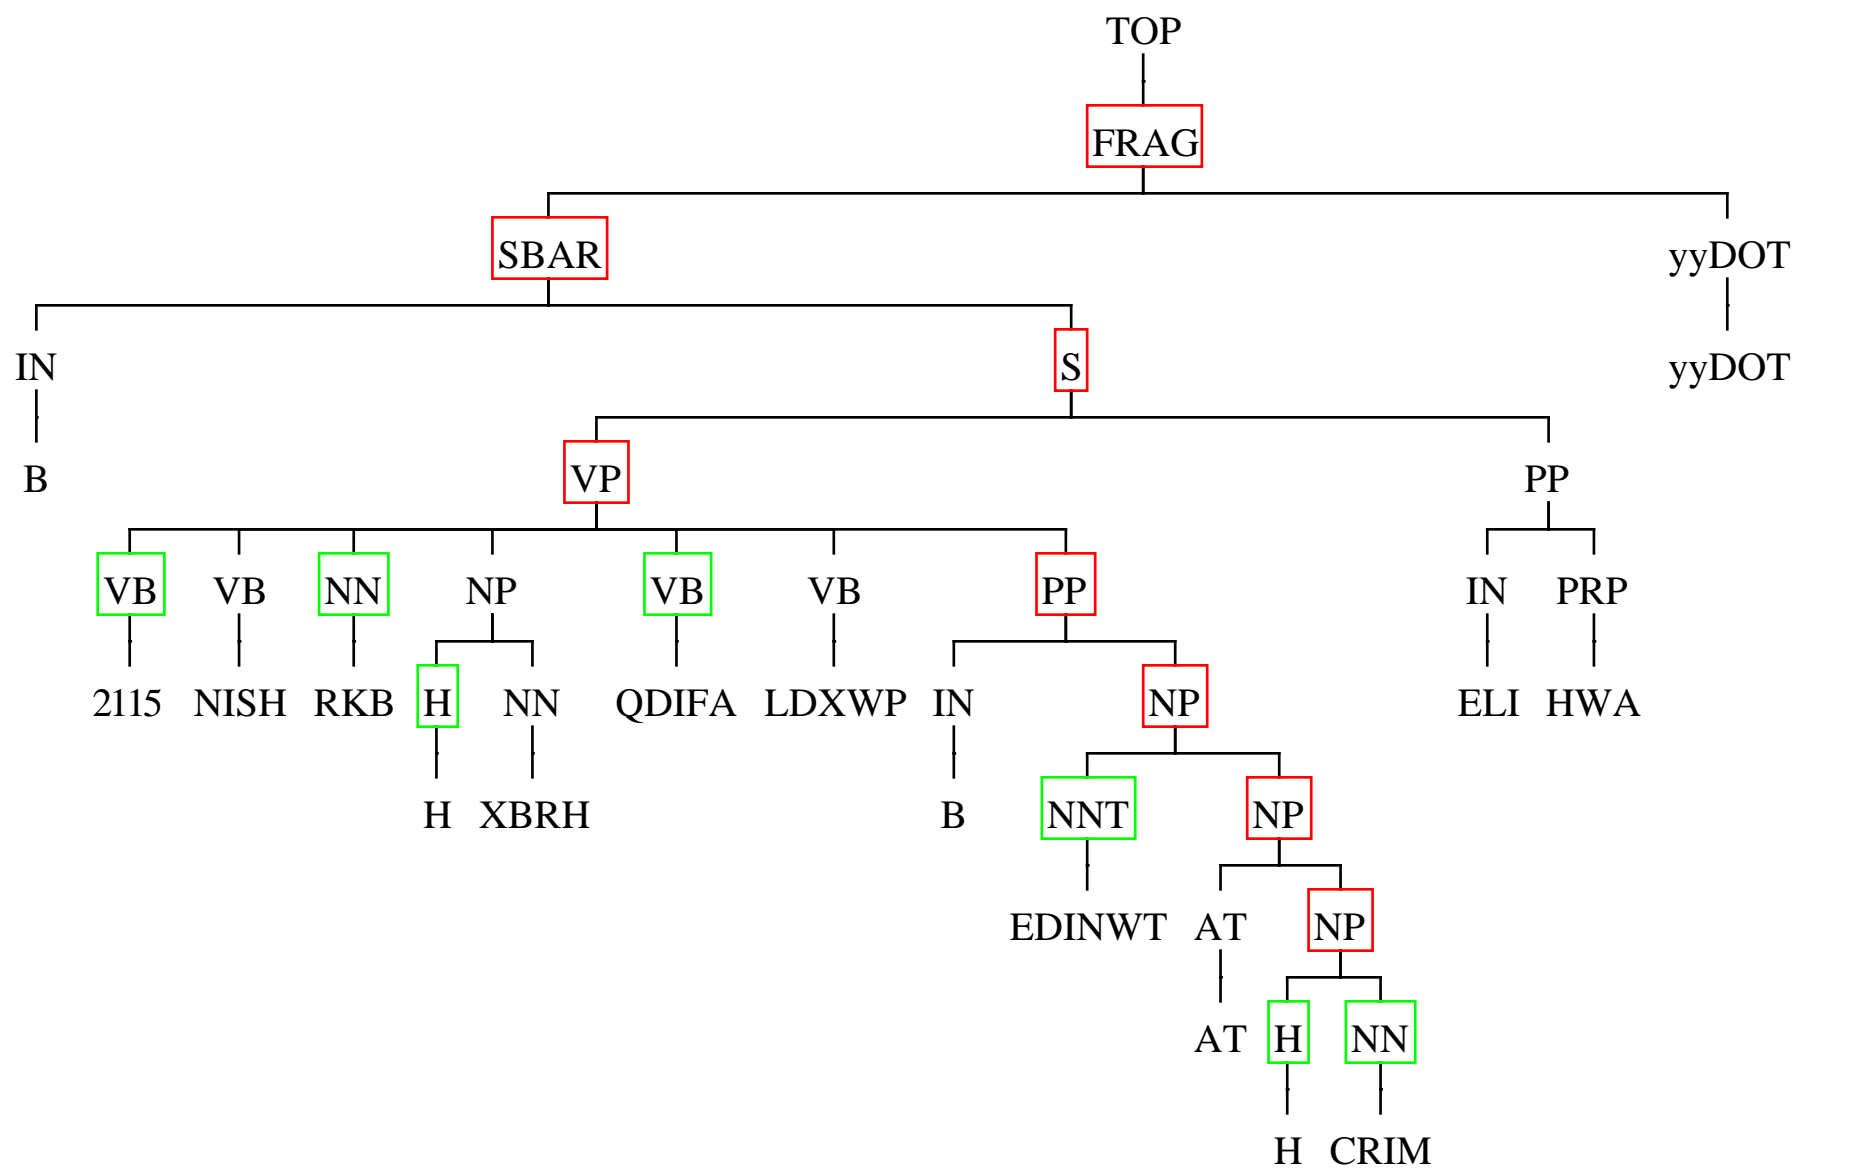 TOP
FRAG
SBAR yyDOT
IN S yyDOT
B VP PP
VB VB NN NP VB VB PP IN PRP
2115 NISH RKB H NN QDIFA LDXWP IN NP ELI HWA
H XBRH B NNT NP
EDINWT AT NP
AT H NN
H CRIM